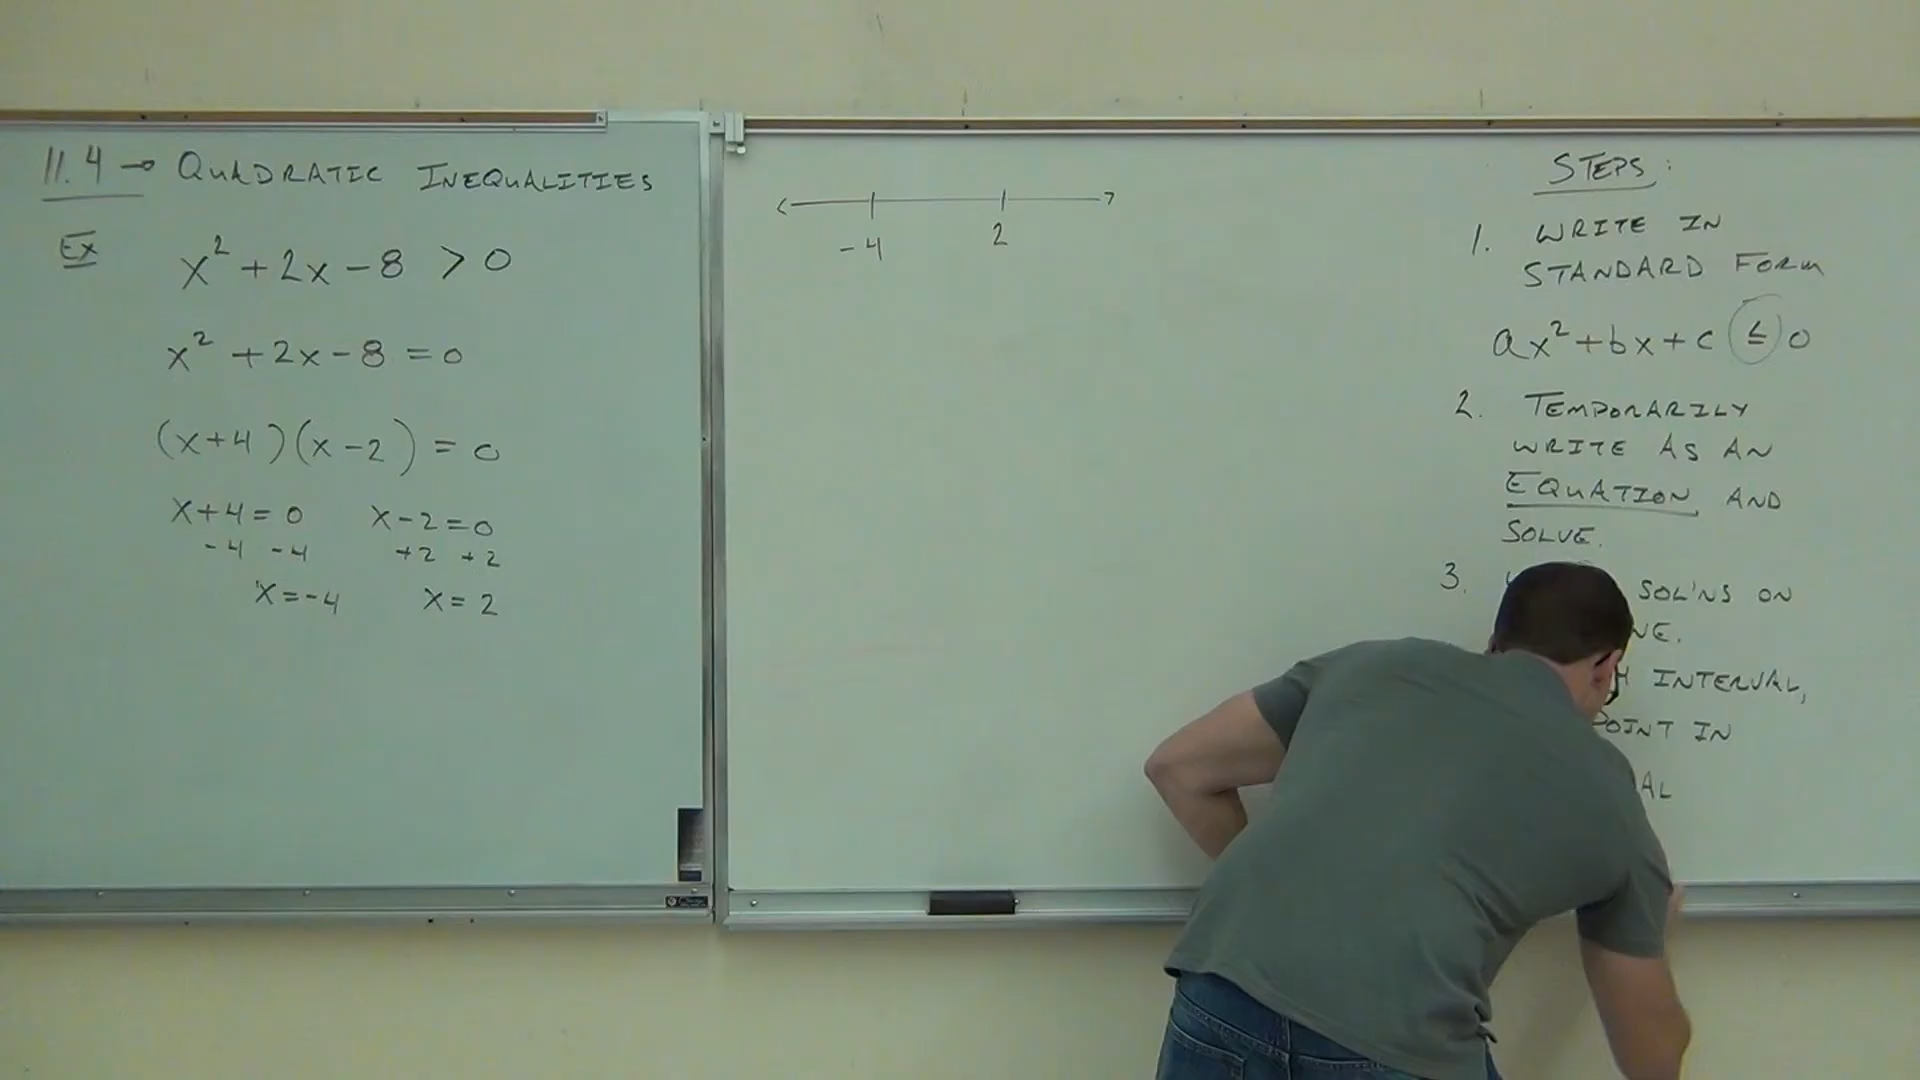 11.4 → QUADRATIC INEQUALITIES
Ex
x² + 2x - 8 > 0
x² + 2x - 8 = 0
(x+4)(x-2) = 0
x+4=0 x-2=0
-4 -4 +2 +2
x=-4 x=2
-4 2
STEPS:
1. WRITE IN
STANDARD FORM
ax² + bx + c ≤ 0
2. TEMPORARILY
WRITE AS AN
EQUATION AND
SOLVE.
3. SOL'NS ON
INTERVAL,
POINT IN